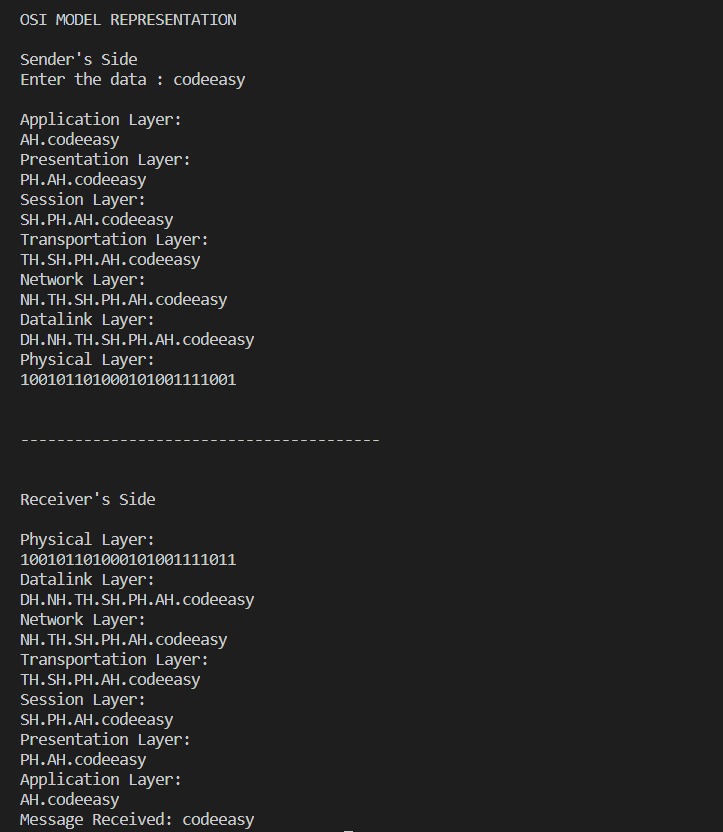 OSI MODEL REPRESENTATION
Sender's Side
Enter the data : codeeasy
Application Layer:
AH.codeeasy
Presentation Layer:
PH.AH.codeeasy
Session Layer:
SH.PH.AH.codeeasy
Transportation Layer:
TH.SH.PH.AH.codeeasy
Network Layer:
NH.TH.SH.PH.AH.codeeasy
Datalink Layer:
DH.NH.TH.SH.PH.AH.codeeasy
Physical Layer:
100101101000101001111001
----------------------------------------
Receiver's Side
Physical Layer:
100101101000101001111011
Datalink Layer:
DH.NH.TH.SH.PH.AH.codeeasy
Network Layer:
NH.TH.SH.PH.AH.codeeasy
Transportation Layer:
TH.SH.PH.AH.codeeasy
Session Layer:
SH.PH.AH.codeeasy
Presentation Layer:
PH.AH.codeeasy
Application Layer:
AH.codeeasy
Message Received: codeeasy